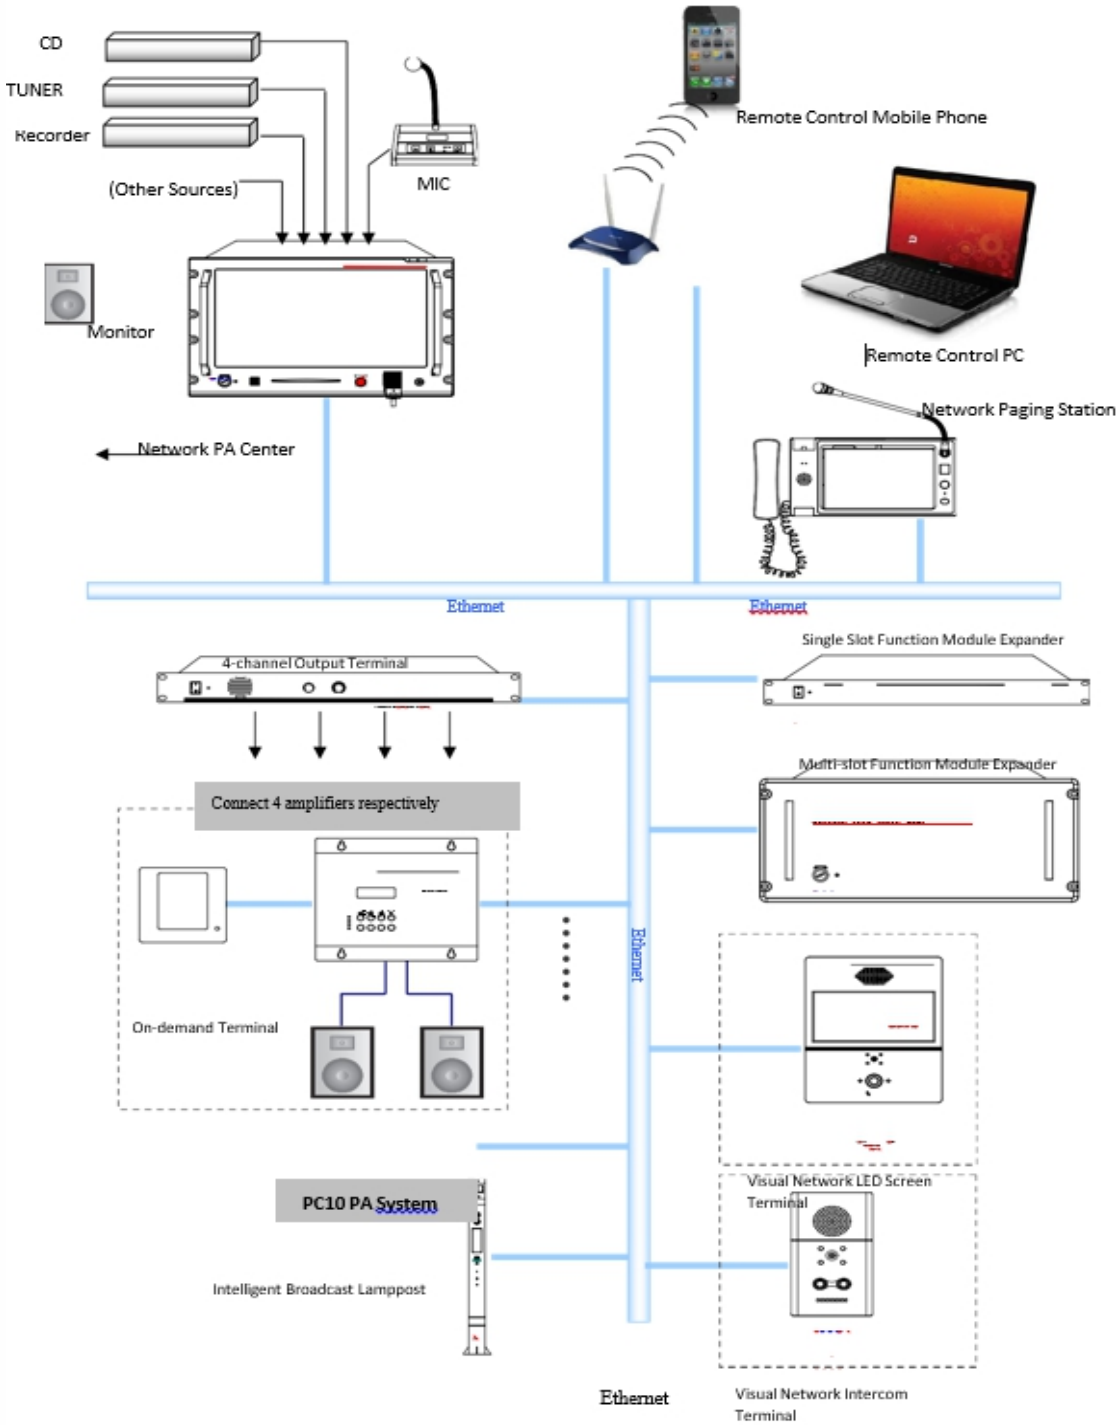 CD
TUNER
Recorder
(Other Sources)
MIC
Remote Control Mobile Phone
Monitor
Remote Control PC
Network Paging Station
Network PA Center
Ethernet
Ethernet
Single Slot Function Module Expander
4-channel Output Terminal
Multi-slot Function Module Expander
Connect 4 amplifiers respectively
Ethernet
On-demand Terminal
Visual Network LED Screen
Terminal
PC10 PA System
Intelligent Broadcast Lamppost
Ethernet
Visual Network Intercom
Terminal